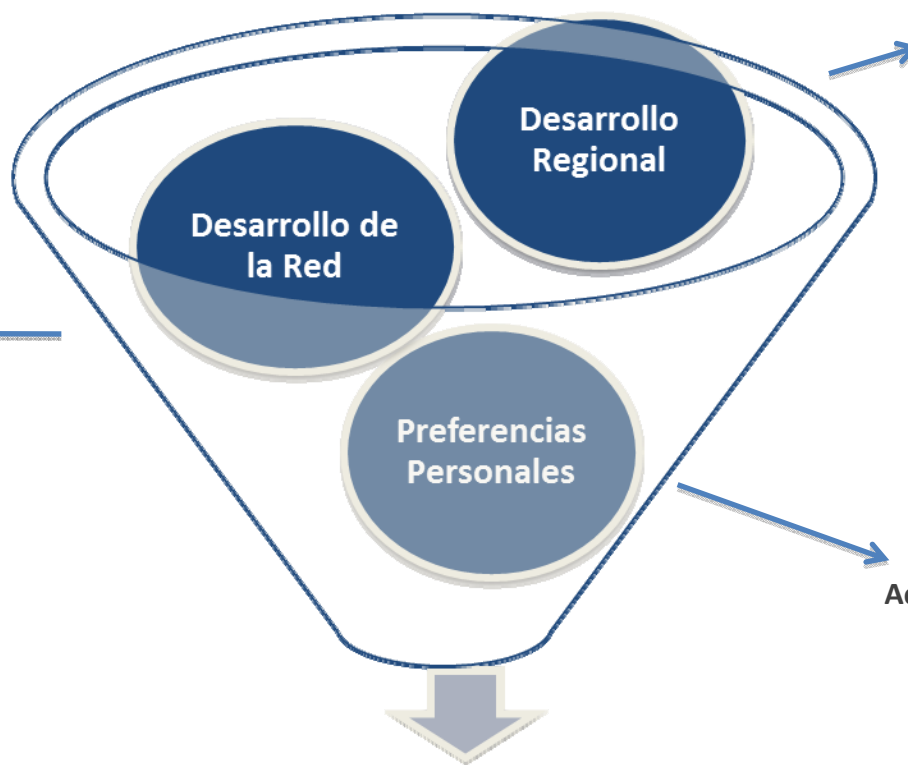 Desarrollo
Regional
Desarrollo de
la Red
Preferencias
Personales